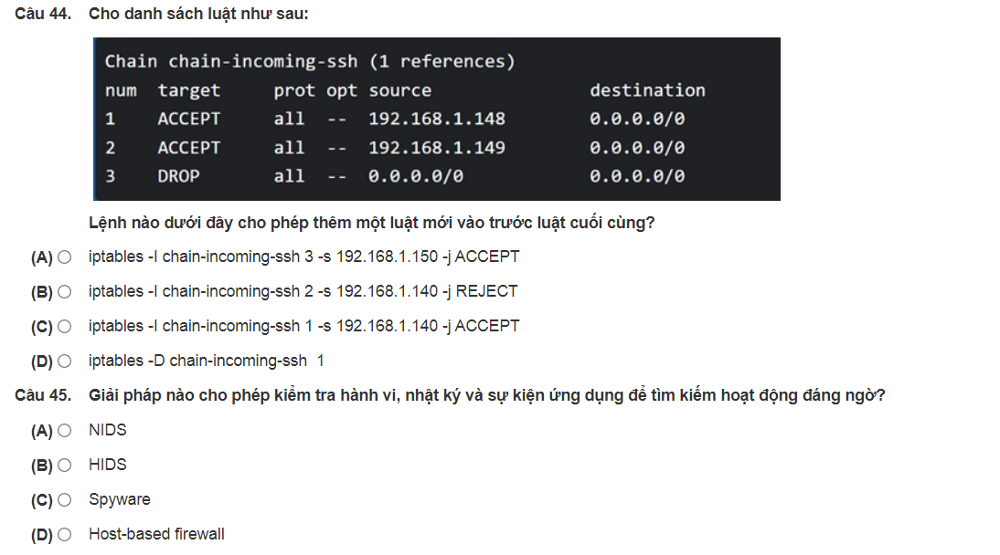 Câu 44. Cho danh sách luật như sau:
Chain chain-incoming-ssh (1 references)
num target prot opt source destination
1 ACCEPT all -- 192.168.1.148 0.0.0.0/0
2 ACCEPT all -- 192.168.1.149 0.0.0.0/0
3 DROP all -- 0.0.0.0/0 0.0.0.0/0
Lệnh nào dưới đây cho phép thêm một luật mới vào trước luật cuối cùng?
(A) iptables -I chain-incoming-ssh 3 -s 192.168.1.150 -j ACCEPT
(B) iptables -I chain-incoming-ssh 2 -s 192.168.1.140 -j REJECT
(C) iptables -I chain-incoming-ssh 1 -s 192.168.1.140 -j ACCEPT
(D) iptables -D chain-incoming-ssh 1
Câu 45. Giải pháp nào cho phép kiểm tra hành vi, nhật ký và sự kiện ứng dụng để tìm kiếm hoạt động đáng ngờ?
(A) NIDS
(B) HIDS
(C) Spyware
(D) Host-based firewall